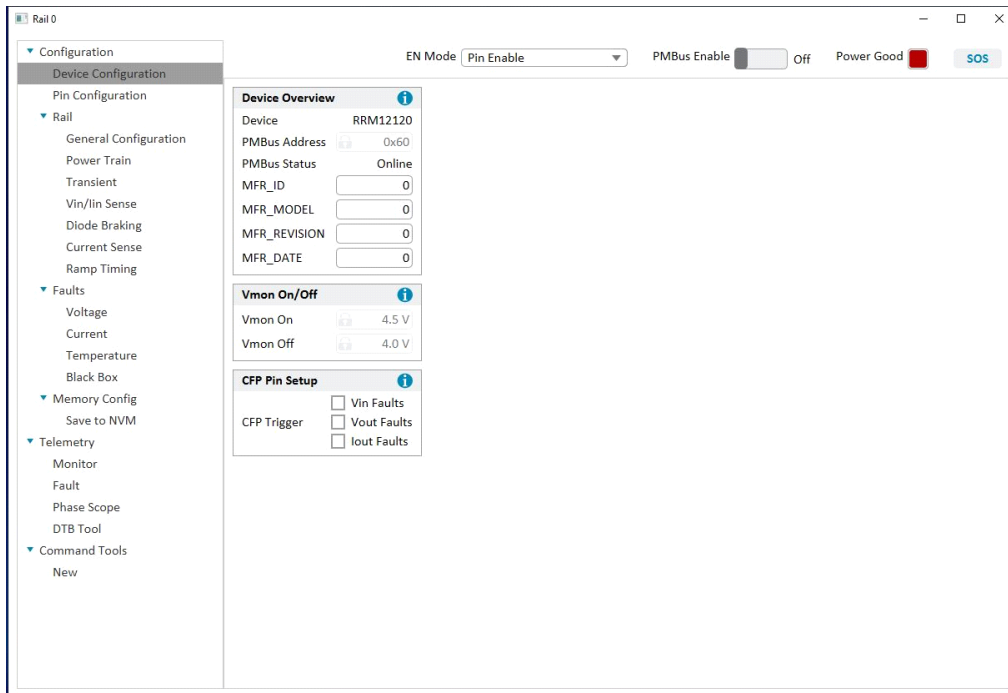 Rail 0
EN Mode Pin Enable PMBus Enable Off Power Good SOS
Configuration
Device Configuration
Pin Configuration
Rail
General Configuration
Power Train
Transient
Vin/Iin Sense
Diode Braking
Current Sense
Ramp Timing
Faults
Voltage
Current
Temperature
Black Box
Memory Config
Save to NVM
Telemetry
Monitor
Fault
Phase Scope
DTB Tool
Command Tools
New
Device Overview
Device RRM12120
PMBus Address 0x60
PMBus Status Online
MFR_ID 0
MFR_MODEL 0
MFR_REVISION 0
MFR_DATE 0
Vmon On/Off
Vmon On 4.5 V
Vmon Off 4.0 V
CFP Pin Setup
Vin Faults
CFP Trigger Vout Faults
Iout Faults